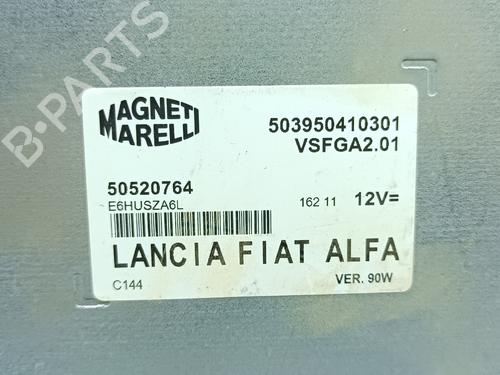 MAGNETI
MARELLI
503950410301
VSFGA2.01
50520764
E6HUSZA6L
162 11
12V=
LANCIA FIAT ALFA
C144
VER. 90W
B-PARTS